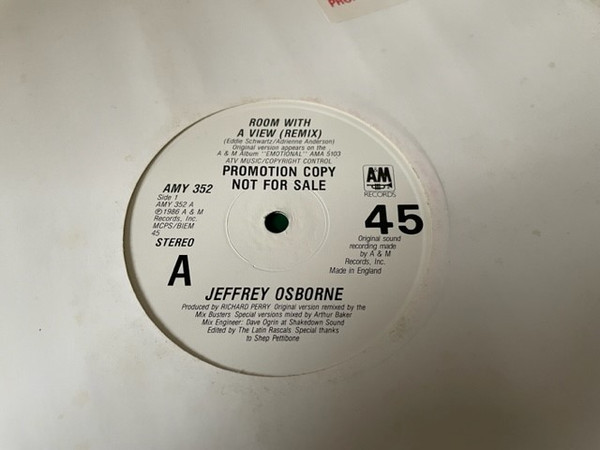 ROOM WITH
A VIEW (REMIX)
(Eddie Schwartz/Adrienne Anderson)
Original version appears on the
A & M Album "EMOTIONAL" AMA 5103
ATV MUSIC/COPYRIGHT CONTROL
PROMOTION COPY
NOT FOR SALE
AMY 352
Side 1
AMY 352 A
℗ 1986 A & M
Records, Inc.
MCPS/BIEM
45
STEREO
A
A&M
RECORDS
45
Original sound
recording made
by A & M
Records, Inc.
Made in England
JEFFREY OSBORNE
Produced by RICHARD PERRY Original version remixed by the
Mix Busters Special versions mixed by Arthur Baker
Mix Engineer: Dave Ogrin at Shakedown Sound
Edited by The Latin Rascals Special thanks
to Shep Pettibone